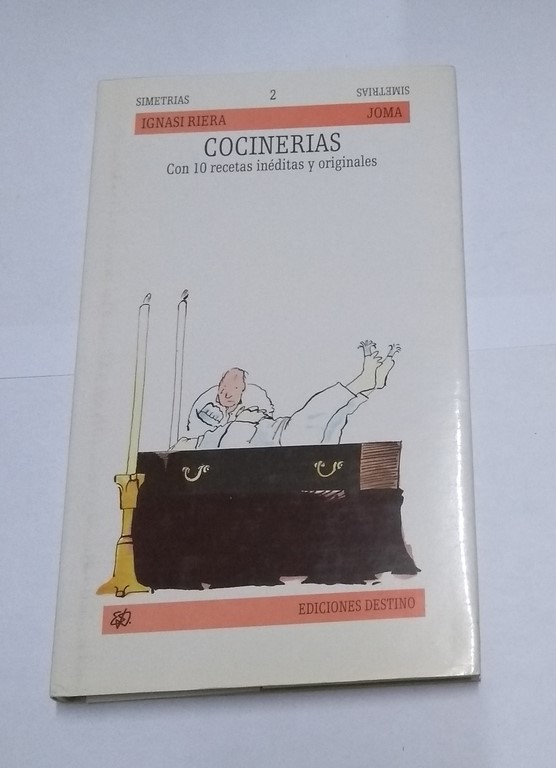 SIMETRIAS 2 SIMETRIAS
IGNASI RIERA JOMA
COCINERIAS
Con 10 recetas inéditas y originales
EDICIONES DESTINO